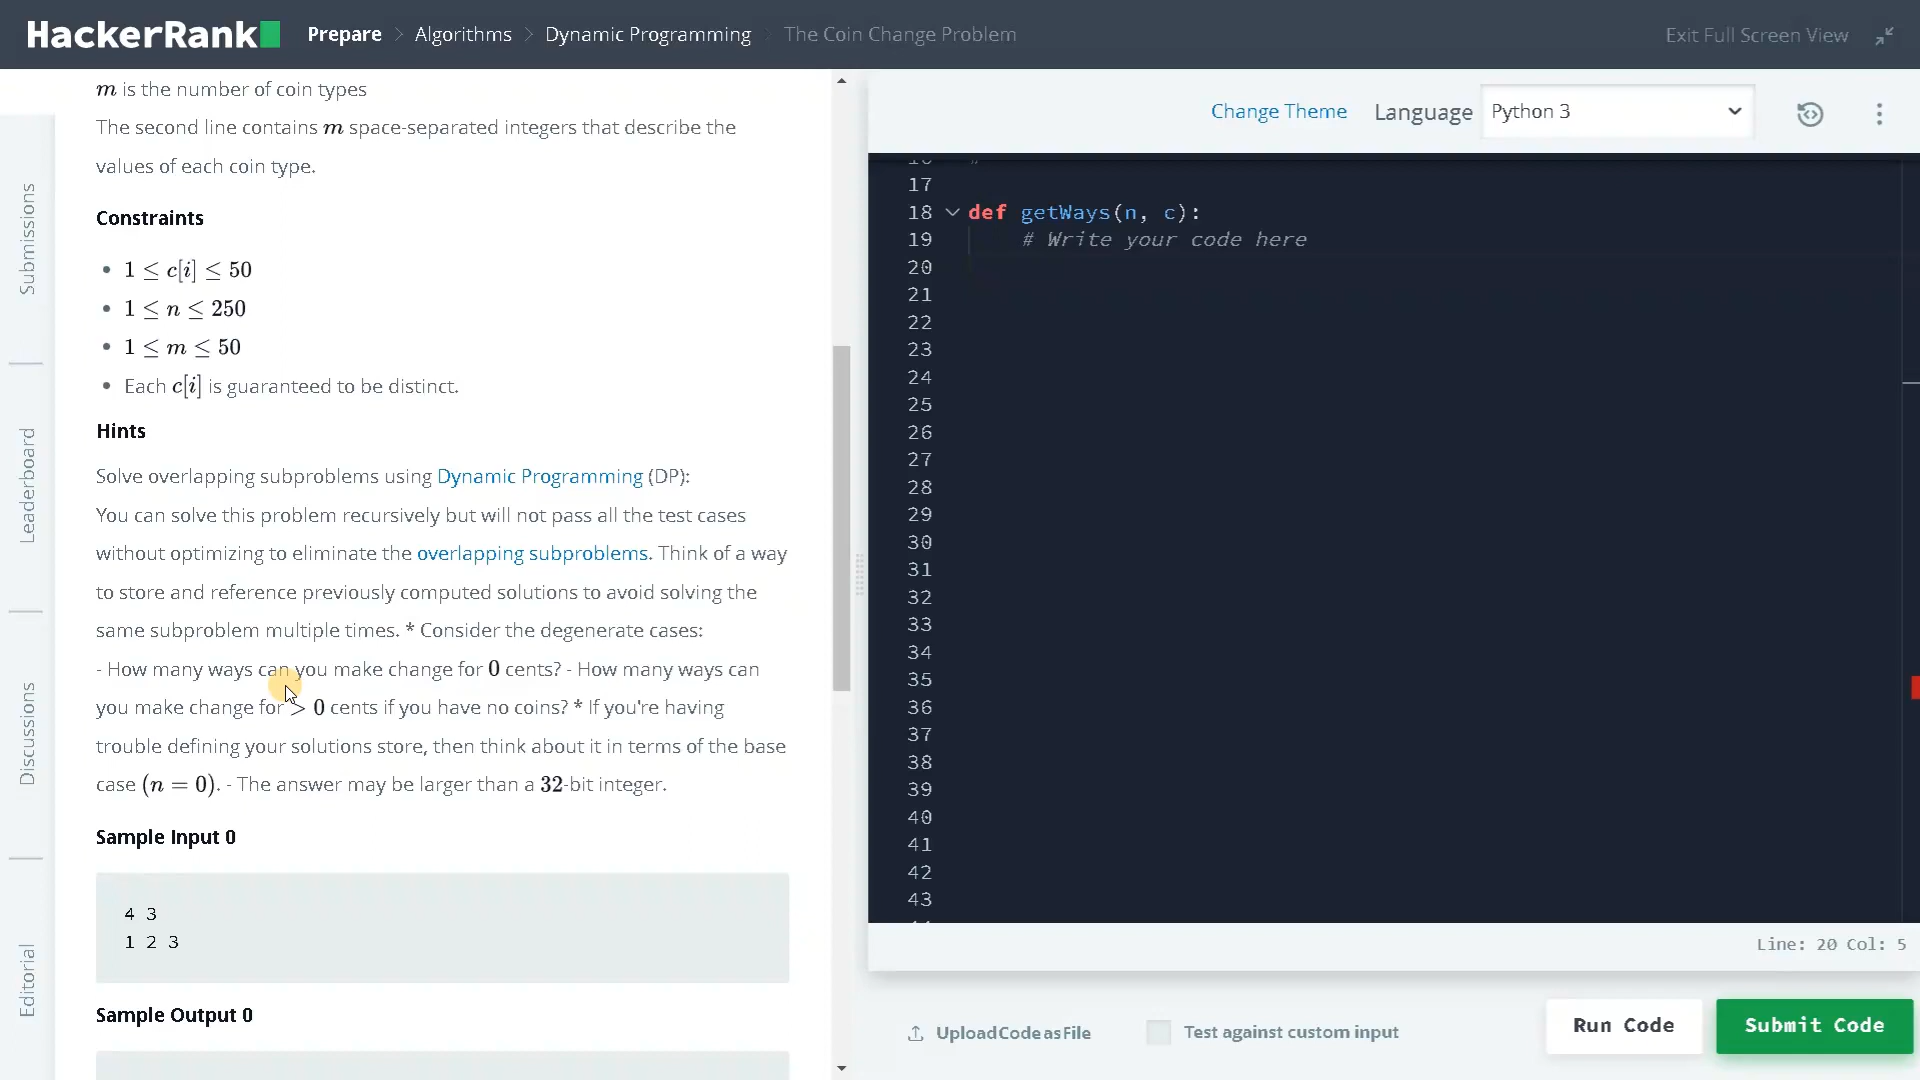 HackerRank Prepare > Algorithms > Dynamic Programming > The Coin Change Problem
Exit Full Screen View
Submissions
Leaderboard
Discussions
Editorial
m is the number of coin types
The second line contains m space-separated integers that describe the
values of each coin type.
Constraints
• 1 ≤ c[i] ≤ 50
• 1 ≤ n ≤ 250
• 1 ≤ m ≤ 50
• Each c[i] is guaranteed to be distinct.
Hints
Solve overlapping subproblems using Dynamic Programming (DP):
You can solve this problem recursively but will not pass all the test cases
without optimizing to eliminate the overlapping subproblems. Think of a way
to store and reference previously computed solutions to avoid solving the
same subproblem multiple times. * Consider the degenerate cases:
- How many ways can you make change for 0 cents? - How many ways can
you make change for > 0 cents if you have no coins? * If you're having
trouble defining your solutions store, then think about it in terms of the base
case (n = 0). - The answer may be larger than a 32-bit integer.
Sample Input 0
4 3
1 2 3
Sample Output 0
Change Theme Language Python 3
16 #
17
18 def getWays(n, c):
19 # Write your code here
20
21
22
23
24
25
26
27
28
29
30
31
32
33
34
35
36
37
38
39
40
41
42
43
Line: 20 Col: 5
Upload Code as File
Test against custom input
Run Code
Submit Code